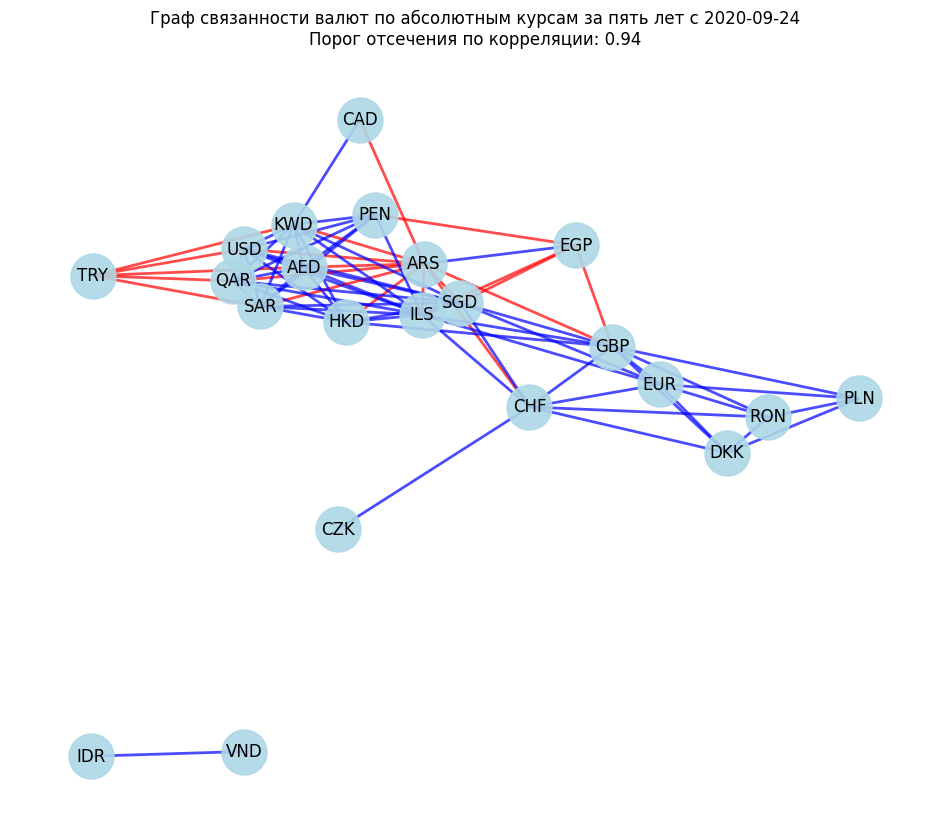 Граф связанности валют по абсолютным курсам за пять лет с 2020-09-24
Порог отсечения по корреляции: 0.94
CAD
PEN
KWD
USD
EGP
ARS
AED
TRY
QAR
SGD
SAR
ILS
HKD
GBP
EUR
PLN
CHF
RON
DKK
CZK
VND
IDR